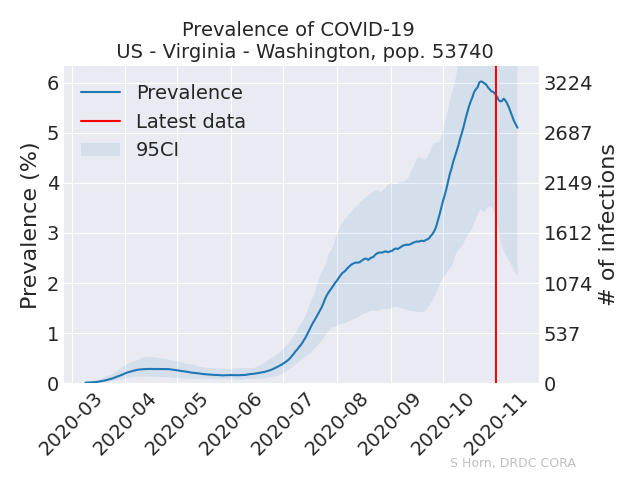 Prevalence of COVID-19
US - Virginia - Washington, pop. 53740
Prevalence
Latest data
95CI
Prevalence (%)
6
5
4
3
2
1
0
3224
2687
2149
1612
1074
537
0
# of infections
2020-03
2020-04
2020-05
2020-06
2020-07
2020-08
2020-09
2020-10
2020-11
S Horn, DRDC CORA